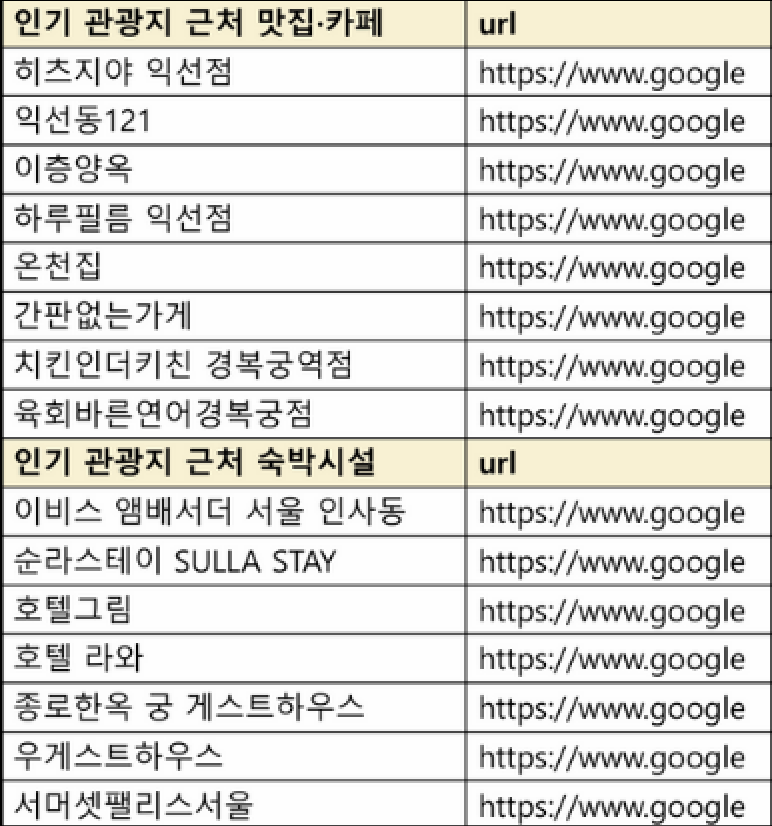 인기 관광지 근처 맛집·카페 url
히츠지야 익선점 https://www.google
익선동121 https://www.google
이층양옥 https://www.google
하루필름 익선점 https://www.google
온천집 https://www.google
간판없는가게 https://www.google
치킨인더키친 경복궁역점 https://www.google
육회바른연어경복궁점 https://www.google
인기 관광지 근처 숙박시설 url
이비스 앰배서더 서울 인사동 https://www.google
순라스테이 SULLA STAY https://www.google
호텔그림 https://www.google
호텔 라와 https://www.google
종로한옥 궁 게스트하우스 https://www.google
우게스트하우스 https://www.google
서머셋팰리스서울 https://www.google